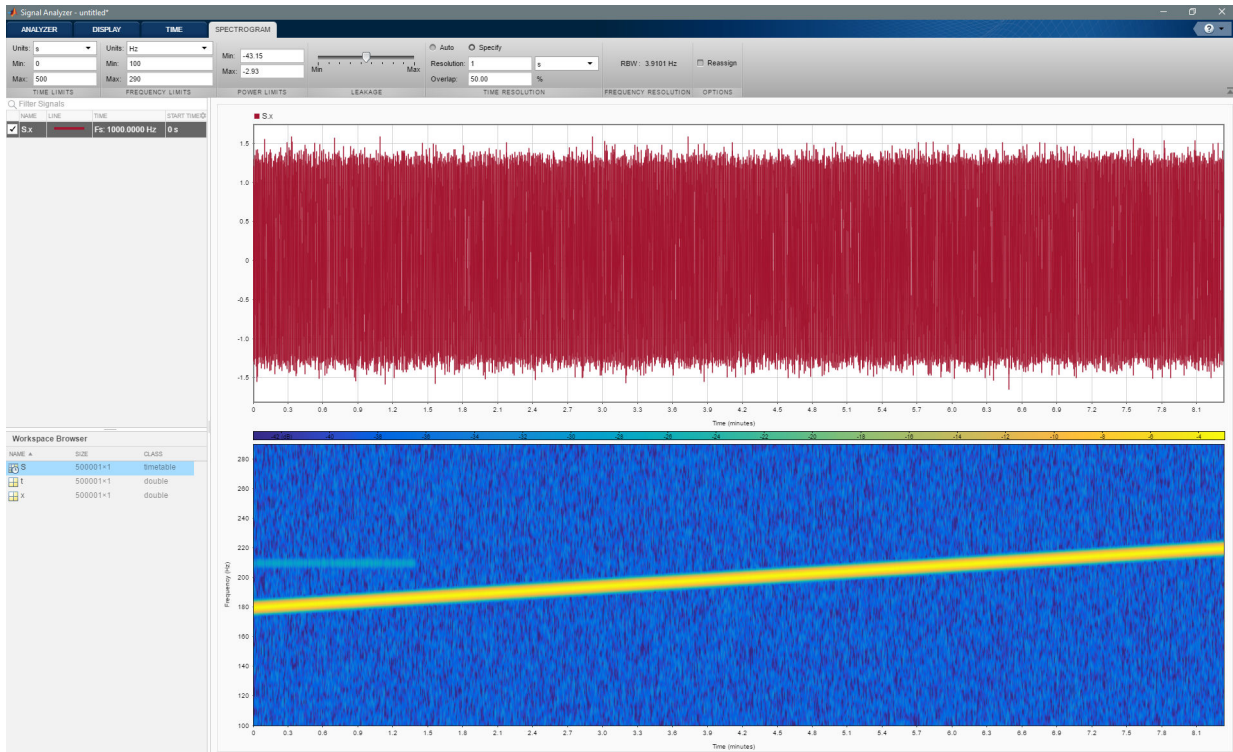 Signal Analyzer - untitled*
ANALYZER DISPLAY TIME SPECTROGRAM
Units: s Units: Hz Min: -43.15 Auto Specify
Min: 0 Min: 100 Max: -2.93 Min Max Resolution: 1 s RBW: 3.9101 Hz Reassign
Max: 500 Max: 290 Overlap: 50.00 %
TIME LIMITS FREQUENCY LIMITS POWER LIMITS LEAKAGE TIME RESOLUTION FREQUENCY RESOLUTION OPTIONS
Filter Signals
NAME LINE TIME START TIME
S.x Fs: 1000.0000 Hz 0 s
S.x
1.5
1.0
0.5
0
-0.5
-1.0
-1.5
0 0.3 0.6 0.9 1.2 1.5 1.8 2.1 2.4 2.7 3.0 3.3 3.6 3.9 4.2 4.5 4.8 5.1 5.4 5.7 6.0 6.3 6.6 6.9 7.2 7.5 7.8 8.1
Time (minutes)
Workspace Browser
NAME SIZE CLASS
S 500001×1 timetable
t 500001×1 double
x 500001×1 double
-42 dB -40 -38 -36 -34 -32 -30 -28 -26 -24 -22 -20 -18 -16 -14 -12 -10 -8 -6 -4
280
260
240
220
200
180
160
140
120
100
Frequency (Hz)
0 0.3 0.6 0.9 1.2 1.5 1.8 2.1 2.4 2.7 3.0 3.3 3.6 3.9 4.2 4.5 4.8 5.1 5.4 5.7 6.0 6.3 6.6 6.9 7.2 7.5 7.8 8.1
Time (minutes)